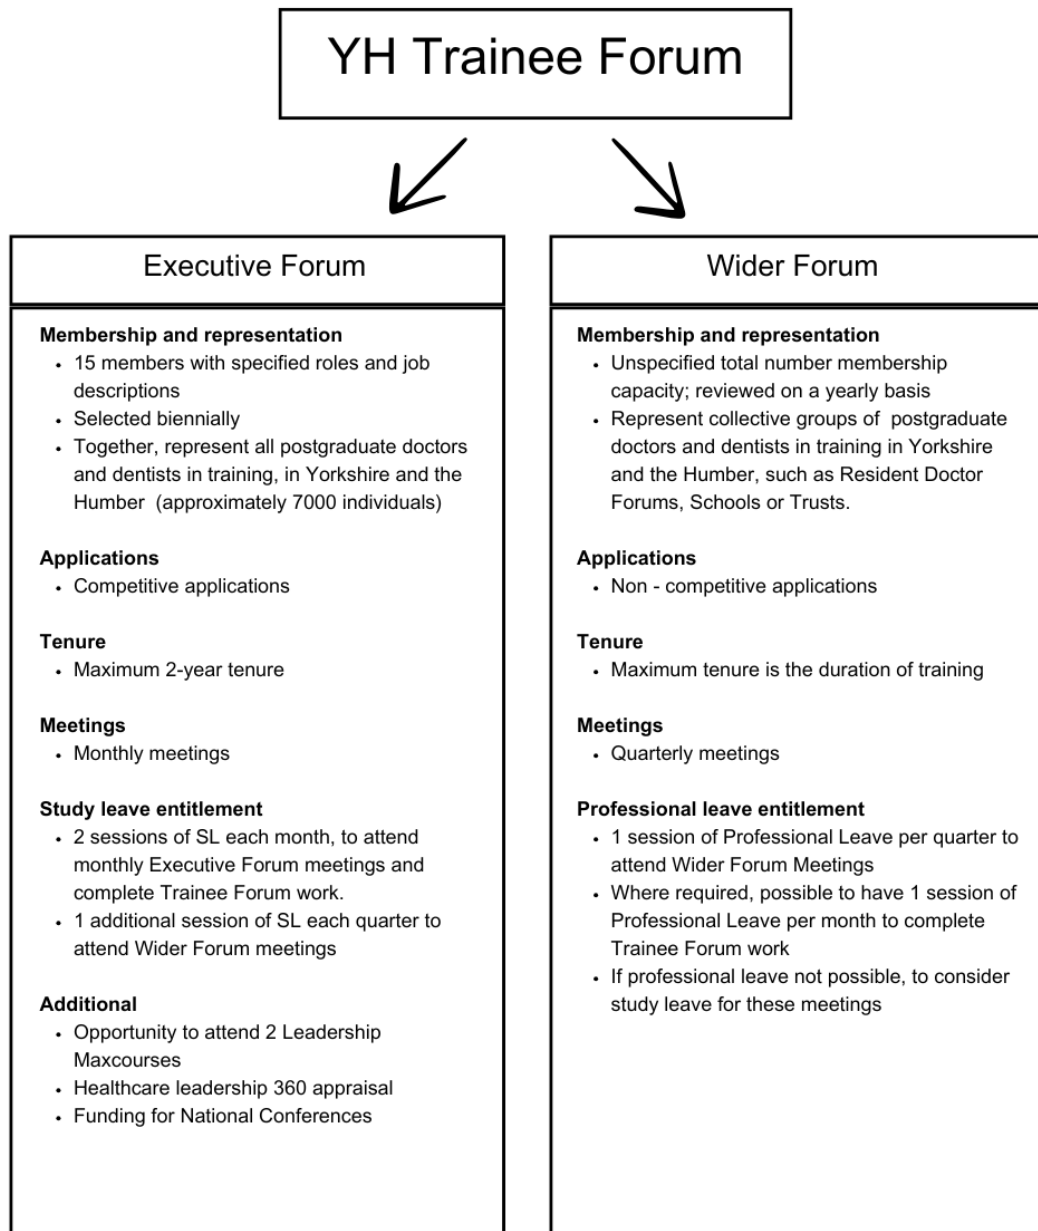 YH Trainee Forum
Executive Forum
Membership and representation
• 15 members with specified roles and job
descriptions
• Selected biennially
• Together, represent all postgraduate doctors
and dentists in training, in Yorkshire and the
Humber  (approximately 7000 individuals)
Applications
• Competitive applications
Tenure
• Maximum 2-year tenure
Meetings
• Monthly meetings
Study leave entitlement
• 2 sessions of SL each month, to attend
monthly Executive Forum meetings and
complete Trainee Forum work.
• 1 additional session of SL each quarter to
attend Wider Forum meetings
Additional
• Opportunity to attend 2 Leadership
Maxcourses
• Healthcare leadership 360 appraisal
• Funding for National Conferences
Wider Forum
Membership and representation
• Unspecified total number membership
capacity; reviewed on a yearly basis
• Represent collective groups of  postgraduate
doctors and dentists in training in Yorkshire
and the Humber, such as Resident Doctor
Forums, Schools or Trusts.
Applications
• Non - competitive applications
Tenure
• Maximum tenure is the duration of training
Meetings
• Quarterly meetings
Professional leave entitlement
• 1 session of Professional Leave per quarter to
attend Wider Forum Meetings
• Where required, possible to have 1 session of
Professional Leave per month to complete
Trainee Forum work
• If professional leave not possible, to consider
study leave for these meetings